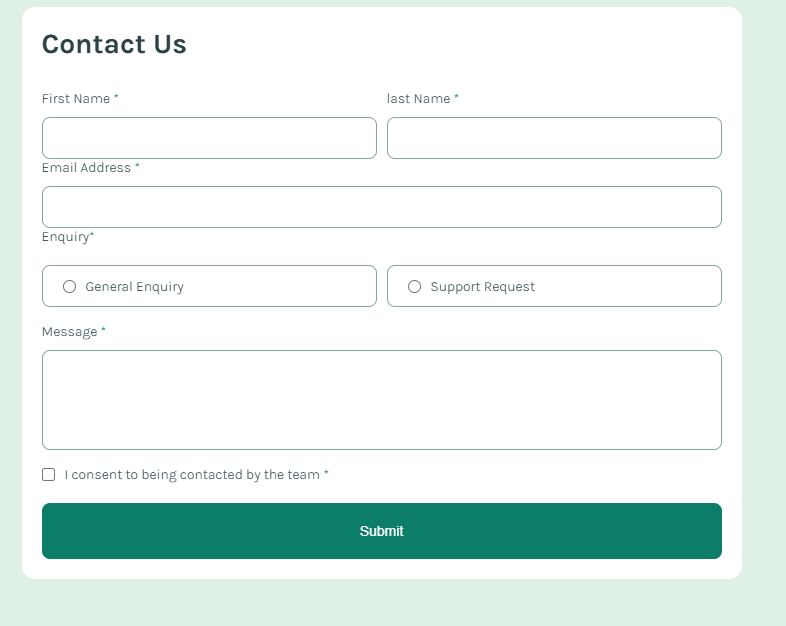 Contact Us
First Name * last Name *
Email Address *
Enquiry*
General Enquiry Support Request
Message *
I consent to being contacted by the team *
Submit